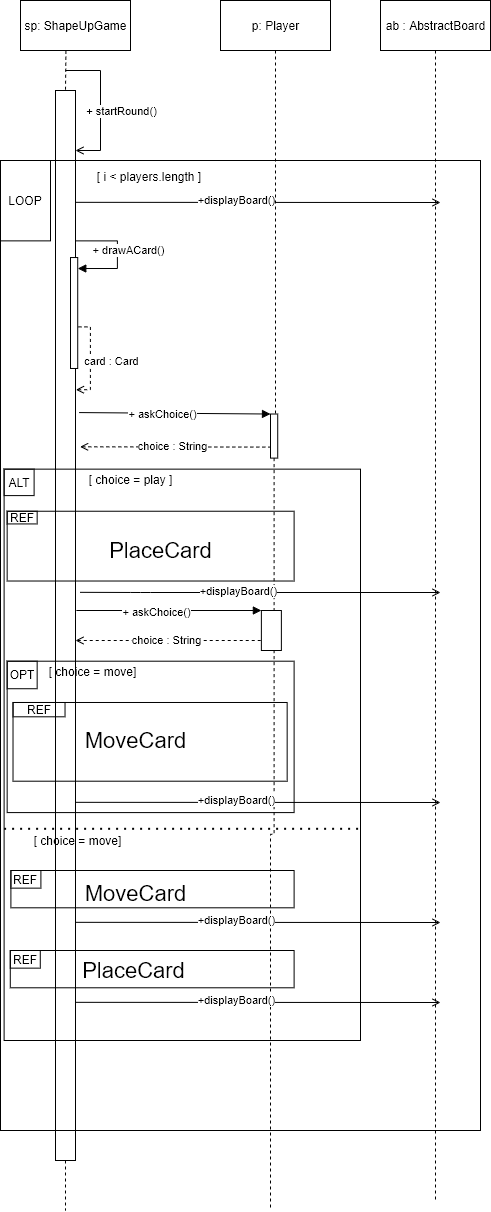 sp: ShapeUpGame
p: Player
ab : AbstractBoard
+ startRound()
LOOP
[ i < players.length ]
+displayBoard()
+ drawACard()
card : Card
+ askChoice()
choice : String
ALT
[ choice = play ]
REF
PlaceCard
+displayBoard()
+ askChoice()
choice : String
OPT
[ choice = move]
REF
MoveCard
+displayBoard()
[ choice = move]
REF
MoveCard
+displayBoard()
REF
PlaceCard
+displayBoard()